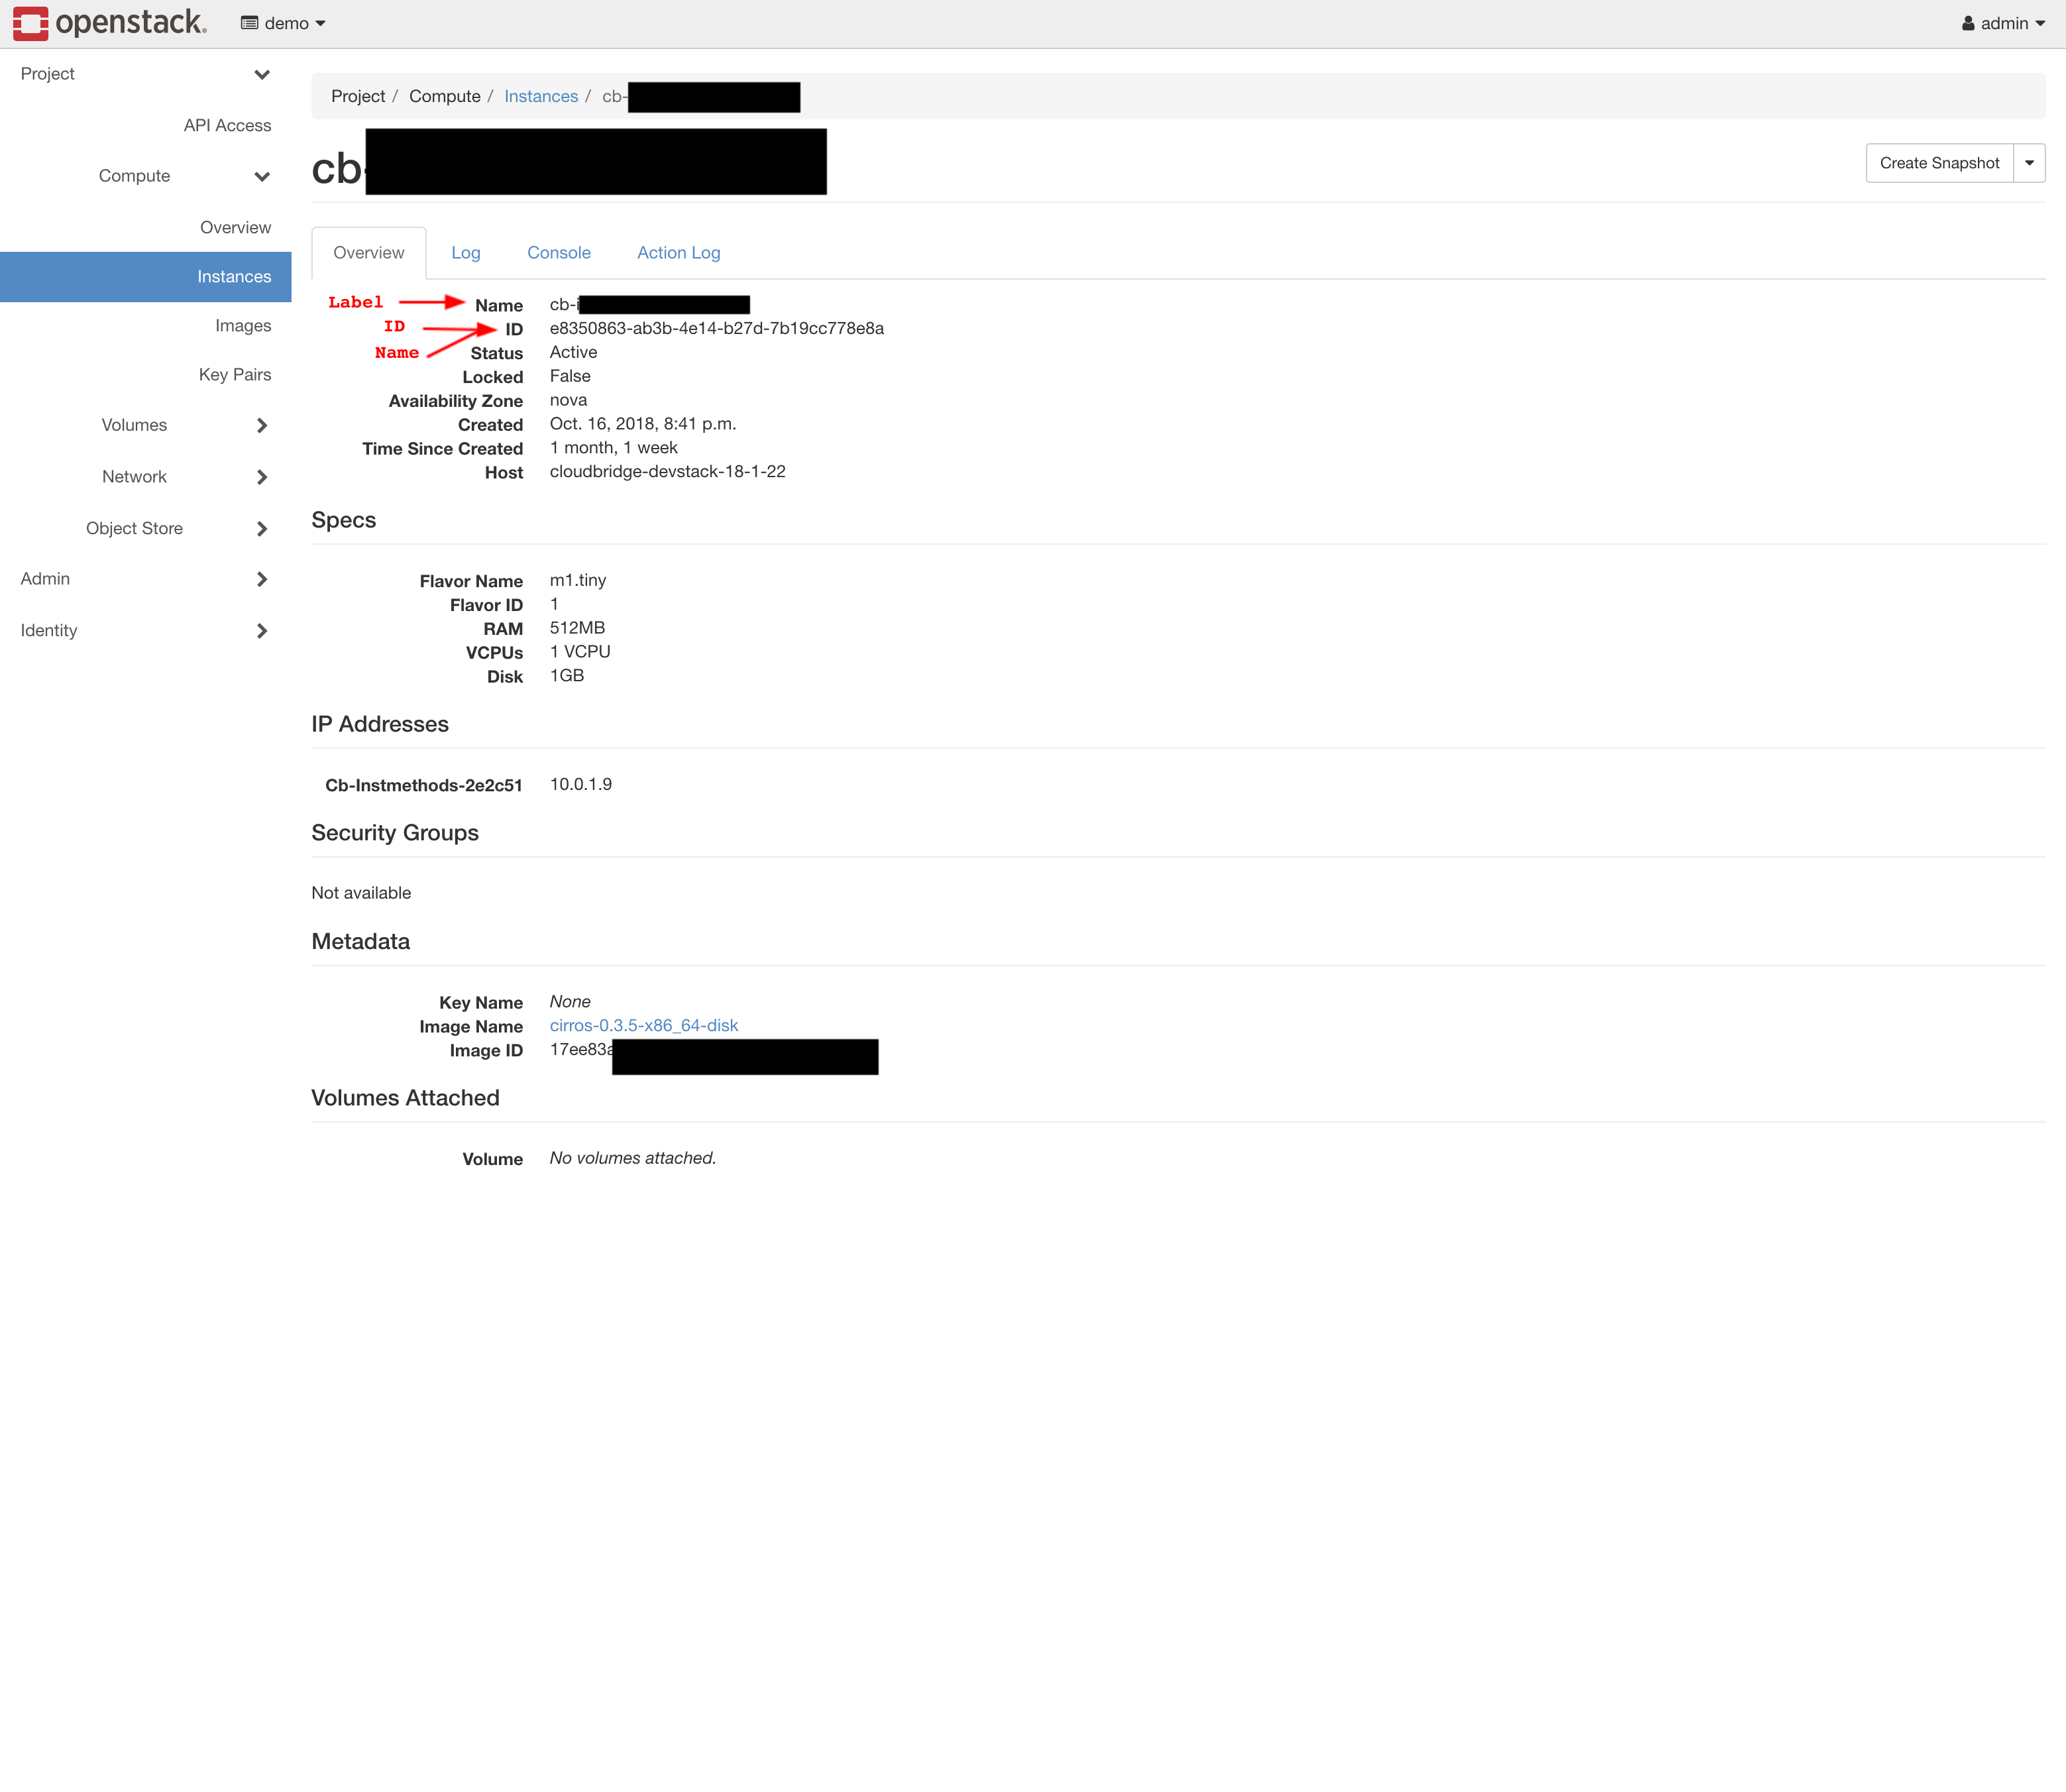 openstack. demo admin
Project
API Access
Compute
Overview
Instances
Images
Key Pairs
Volumes
Network
Object Store
Admin
Identity
Project / Compute / Instances / cb-
cb-
Create Snapshot
Overview Log Console Action Log
Label Name cb-
ID ID e8350863-ab3b-4e14-b27d-7b19cc778e8a
Name Status Active
Locked False
Availability Zone nova
Created Oct. 16, 2018, 8:41 p.m.
Time Since Created 1 month, 1 week
Host cloudbridge-devstack-18-1-22
Specs
Flavor Name m1.tiny
Flavor ID 1
RAM 512MB
VCPUs 1 VCPU
Disk 1GB
IP Addresses
Cb-Instmethods-2e2c51 10.0.1.9
Security Groups
Not available
Metadata
Key Name None
Image Name cirros-0.3.5-x86_64-disk
Image ID 17ee83a
Volumes Attached
Volume No volumes attached.